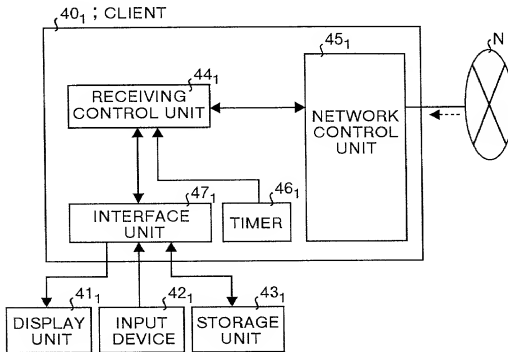 40₁ ; CLIENT
N
45₁
44₁
RECEIVING
CONTROL UNIT
NETWORK
CONTROL
UNIT
47₁
46₁
INTERFACE
UNIT
TIMER
41₁
42₁
43₁
DISPLAY
UNIT
INPUT
DEVICE
STORAGE
UNIT